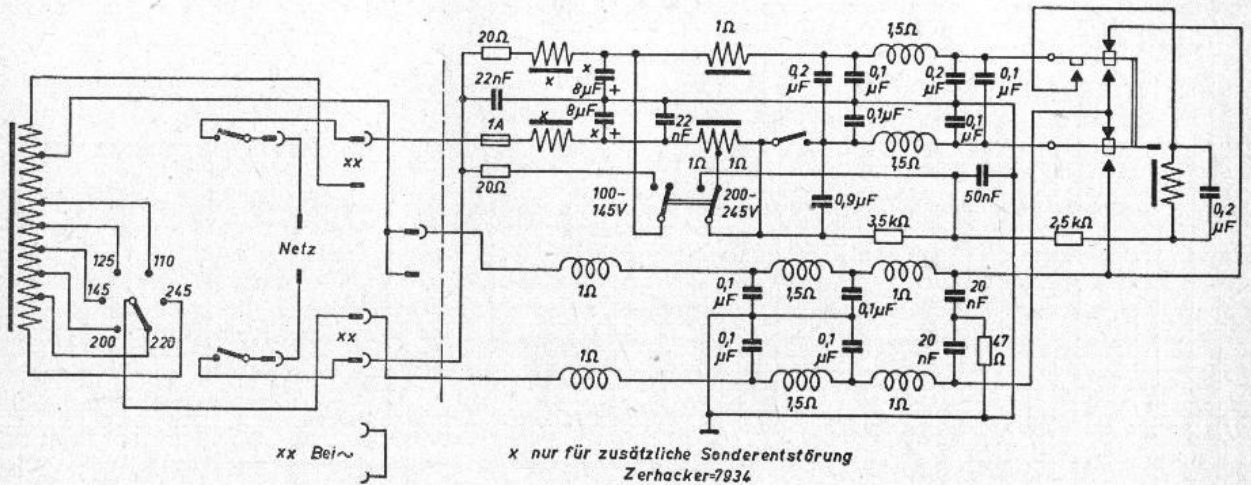 20Ω
x
22nF
8µF
+
1A
8µF
x
+
x
x
20Ω
22
nF
1Ω
1Ω
1Ω
100-
145V
200-
245V
0,2
µF
0,1
µF
0,1µF
0,9µF
1,5Ω
1,5Ω
0,2
µF
0,1
µF
0,1
µF
50nF
3,5kΩ
2,5kΩ
0,2
µF
xx
Netz
125
110
145
245
200
220
xx
1Ω
1,5Ω
1Ω
0,1
µF
0,1µF
20
nF
0,1
µF
0,1
µF
20
nF
47
Ω
1Ω
1,5Ω
1Ω
xx Bei~
x nur für zusätzliche Sonderentstörung
Zerhacker=7934